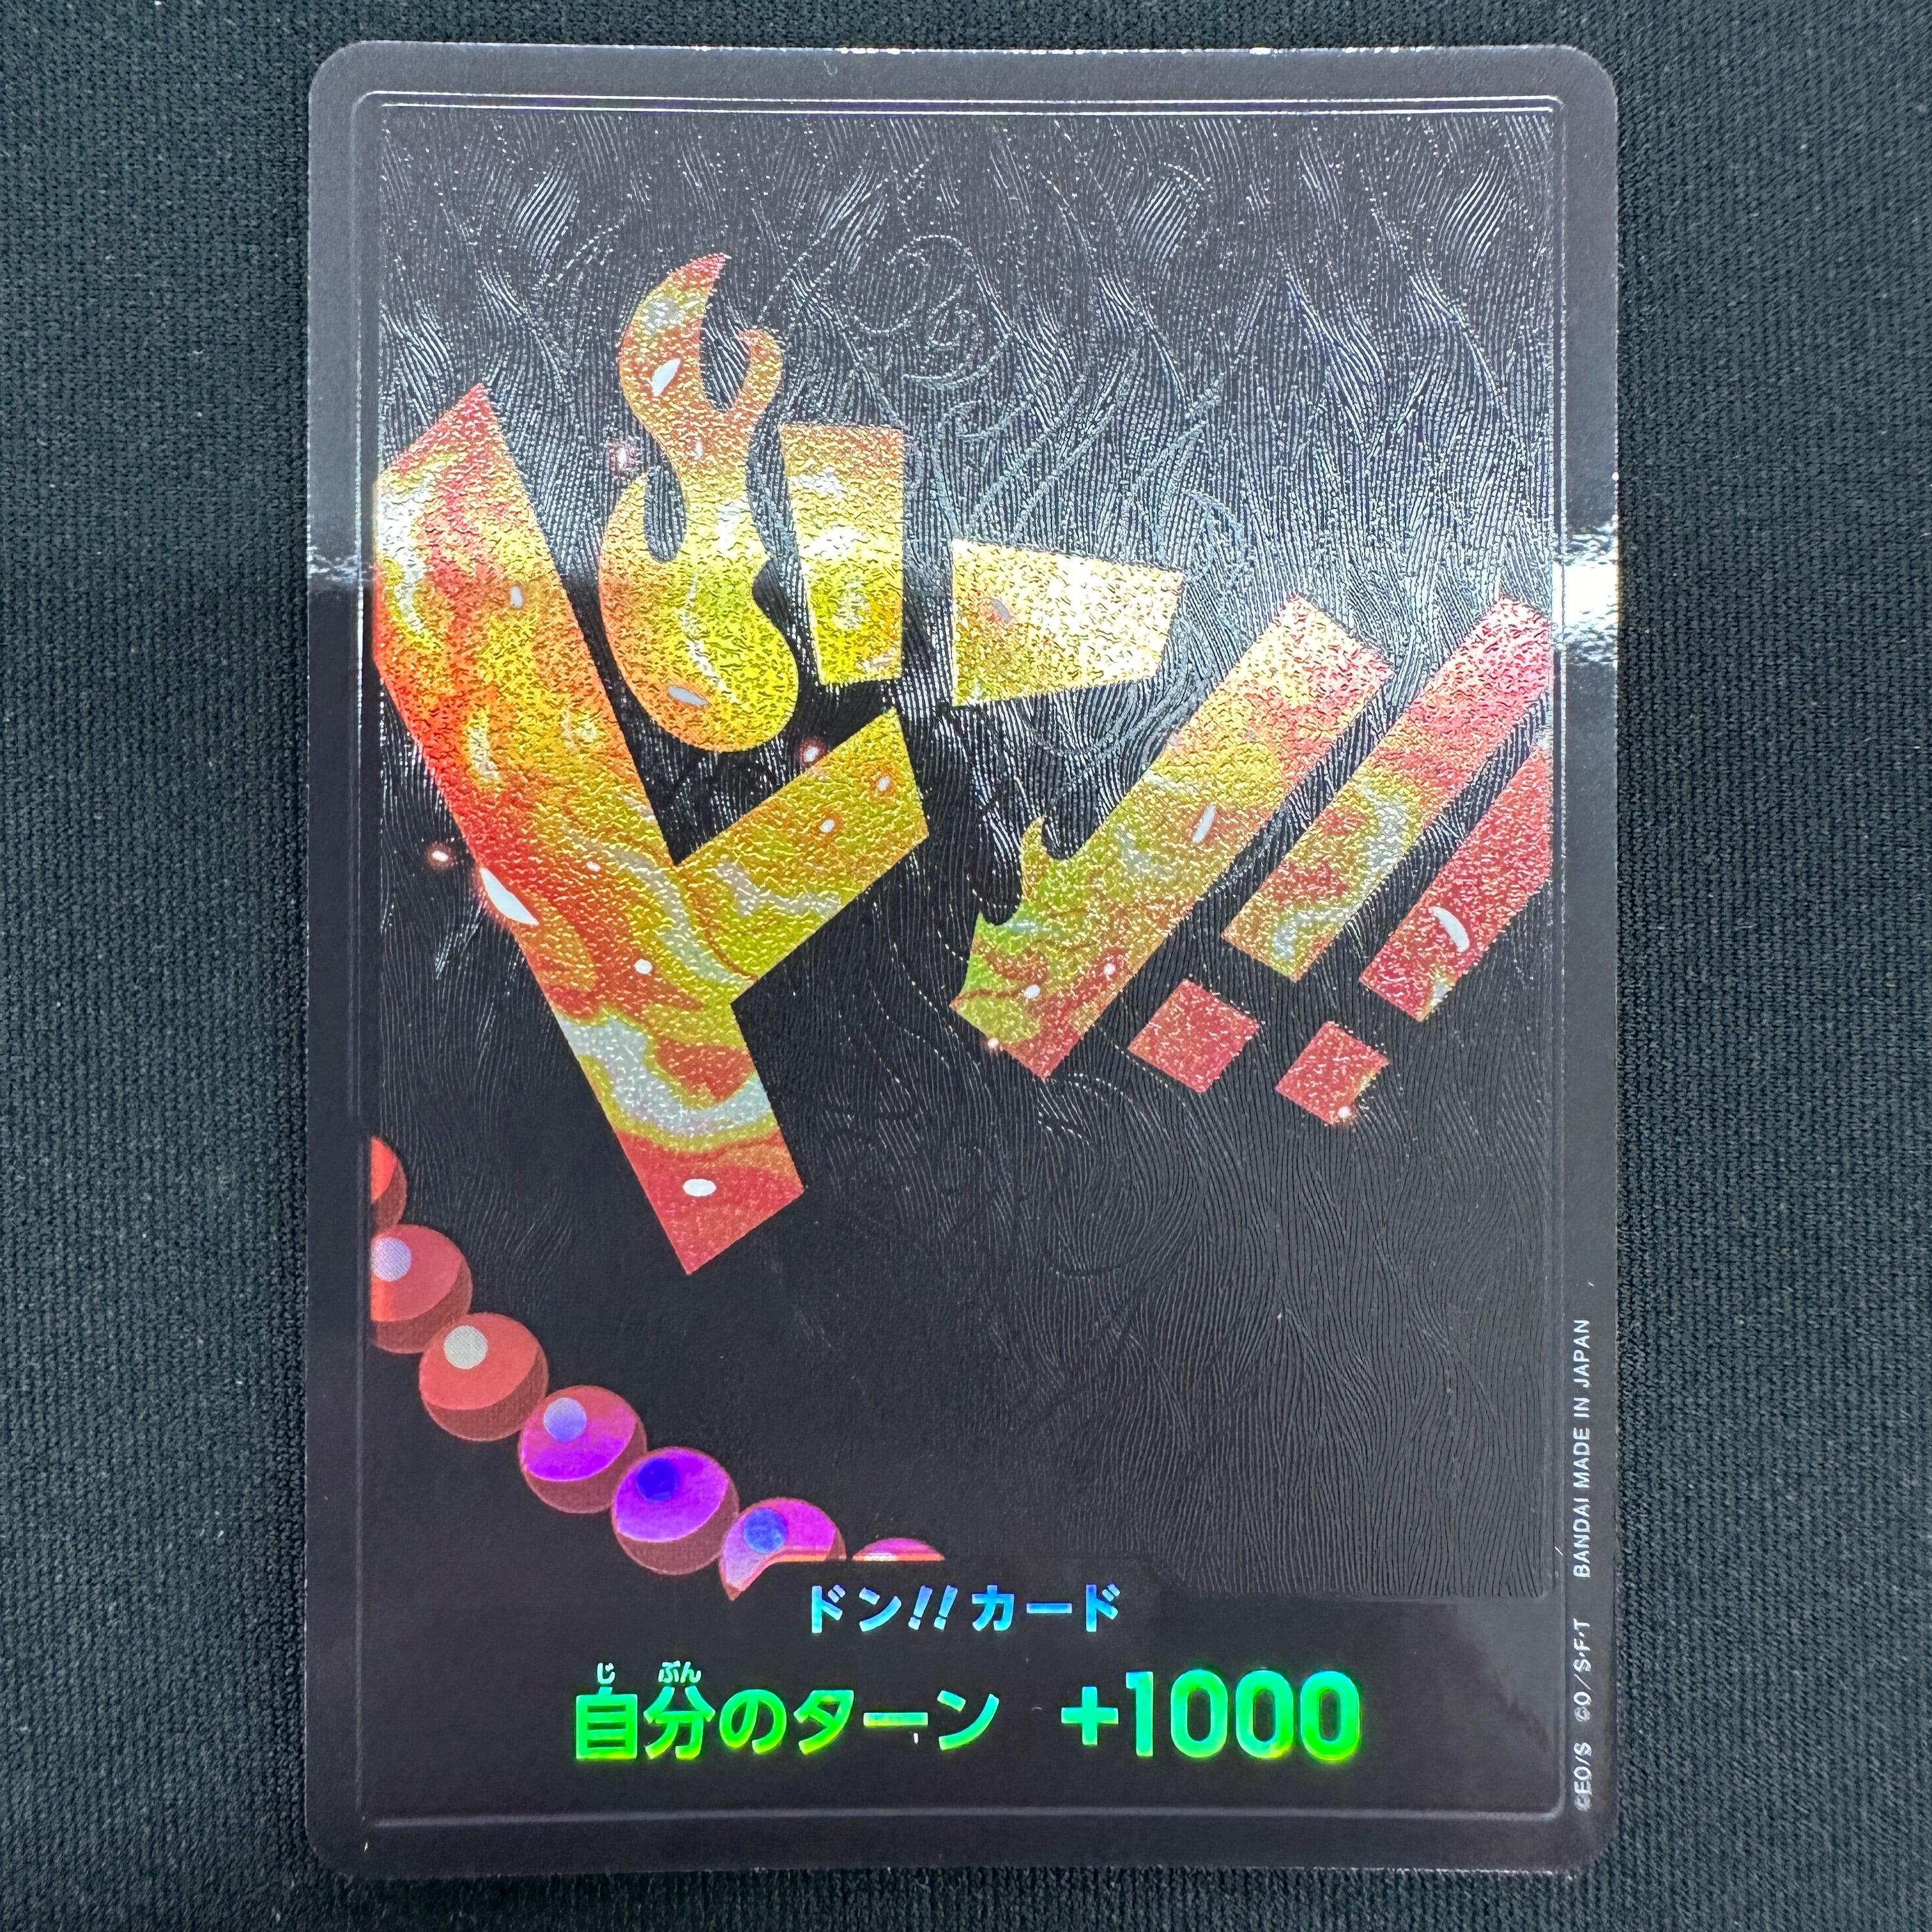 ドン!!
ドン!!カード
自分のターン +1000
じ ぶん
©EO/S ©O/S・F・T BANDAI MADE IN JAPAN